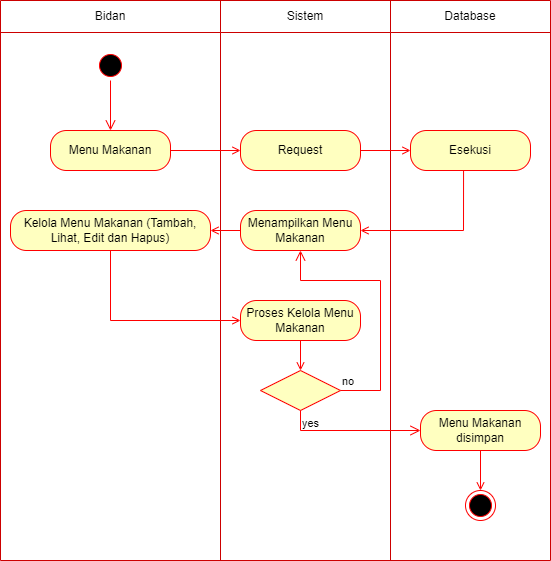 Bidan
Sistem
Database
Menu Makanan
Request
Esekusi
Kelola Menu Makanan (Tambah,
Lihat, Edit dan Hapus)
Menampilkan Menu
Makanan
Proses Kelola Menu
Makanan
no
yes
Menu Makanan
disimpan